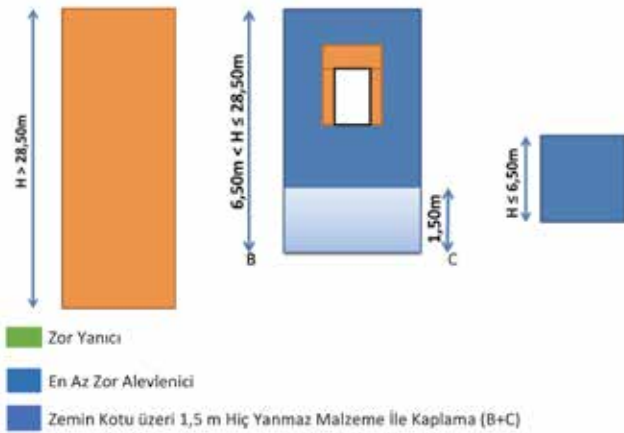 H > 28,50m
6,50m < H ≤ 28,50m
1,50m
H ≤ 6,50m
B
C
Zor Yanıcı
En Az Zor Alevlenici
Zemin Kotu üzeri 1,5 m Hiç Yanmaz Malzeme İle Kaplama (B+C)